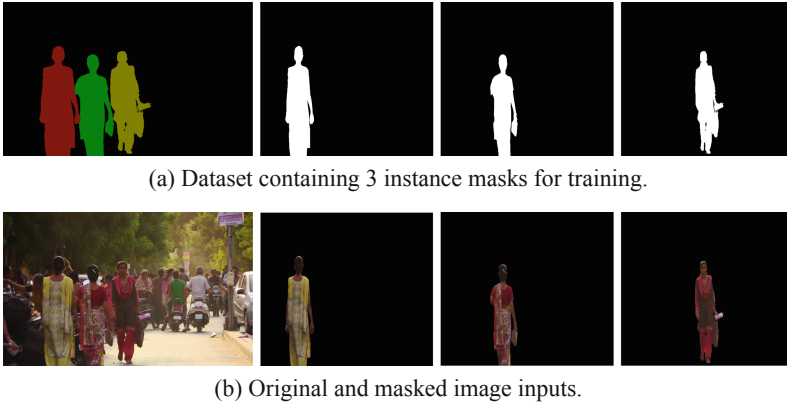 (a) Dataset containing 3 instance masks for training.
(b) Original and masked image inputs.